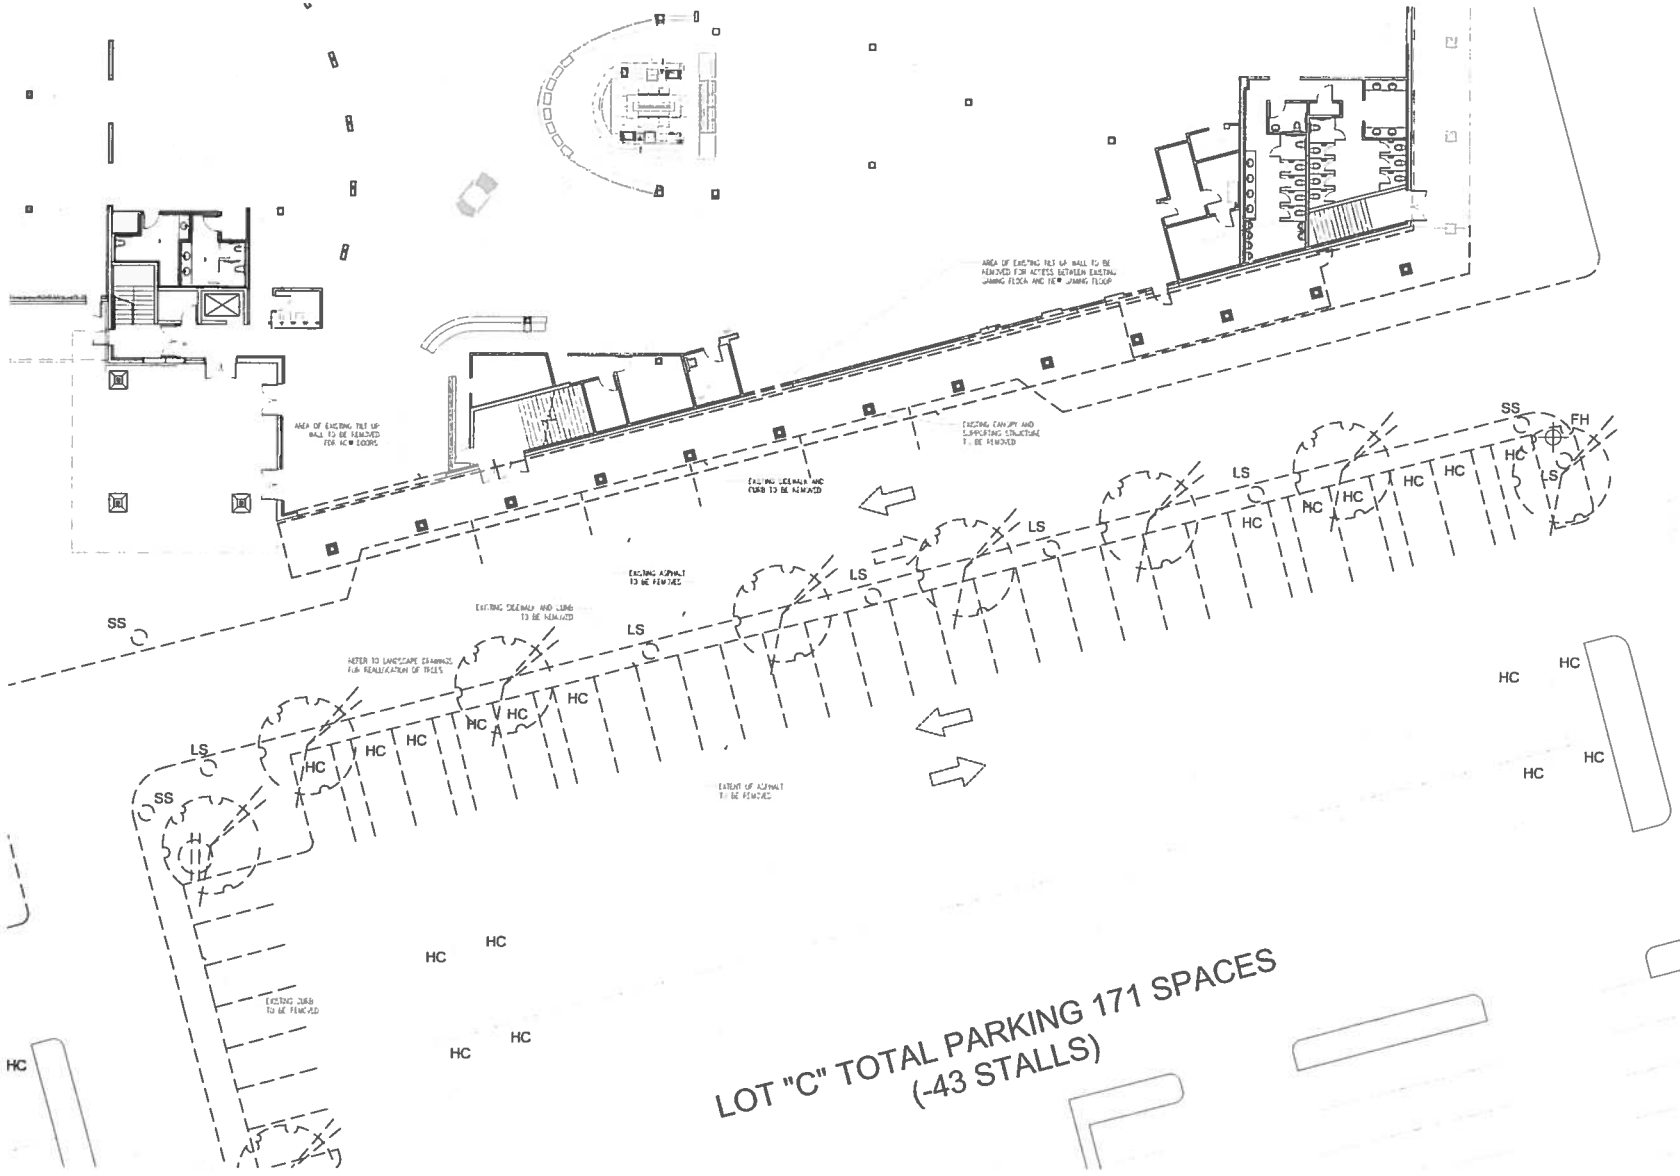 AREA OF EXISTING TILT UP WALL TO BE
REMOVED FOR ACCESS BETWEEN EXISTING
GAMING FLOOR AND NEW GAMING FLOOR
AREA OF EXISTING TILT UP
WALL TO BE REMOVED
FOR NEW DOORS
EXISTING CANOPY AND
SUPPORTING STRUCTURE
TO BE REMOVED
SS
FH
HC
LS
HC
HC
LS
HC
HC
HC
EXISTING SIDEWALK AND
CURB TO BE REMOVED
LS
EXISTING ASPHALT
TO BE REMOVED
LS
EXISTING SIDEWALK AND CURB
TO BE REMOVED
SS
LS
REFER TO LANDSCAPE DRAWINGS
FOR REALLOCATION OF TREES
HC
HC
HC
HC
HC
HC
HC
HC
HC
LS
HC
HC
HC
SS
EXTENT OF ASPHALT
TO BE REMOVED
HC
HC
EXISTING CURB
TO BE REMOVED
HC
HC
HC
LOT "C" TOTAL PARKING 171 SPACES
(-43 STALLS)